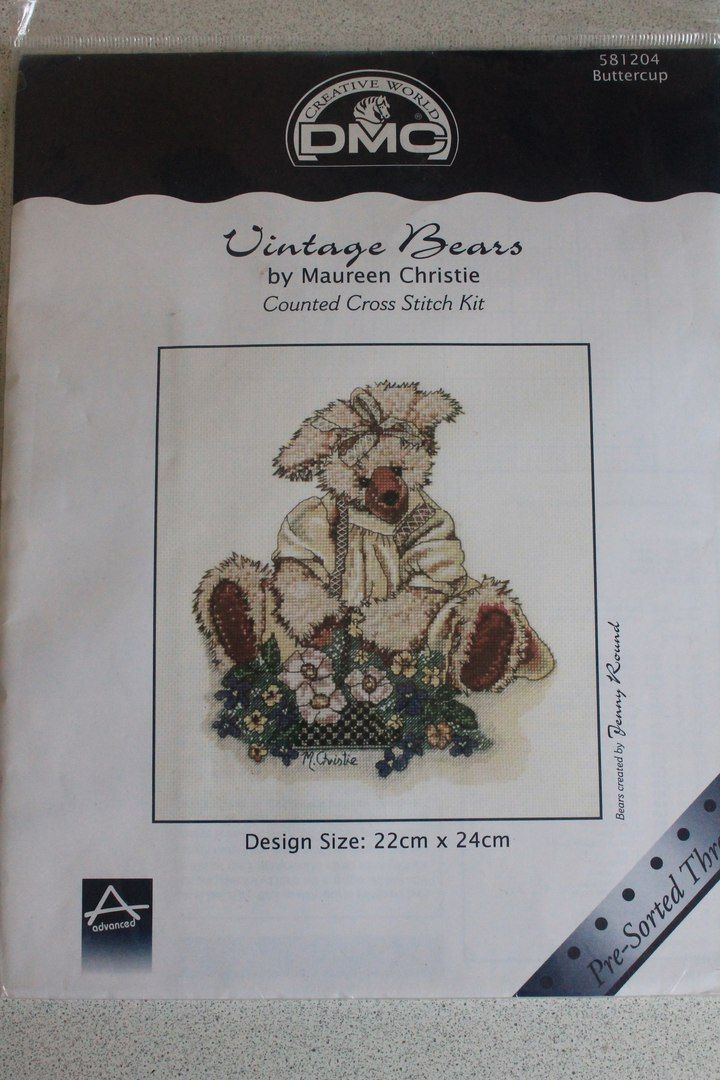 581204
Buttercup
CREATIVE WORLD
DMC ®
Vintage Bears
by Maureen Christie
Counted Cross Stitch Kit
M. Christie
Bears created by Jenny Round
Design Size: 22cm x 24cm
A
advanced
Pre-Sorted Thre